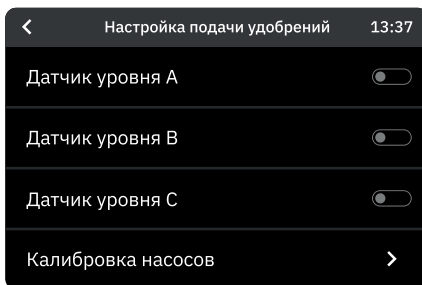 Настройка подачи удобрений 13:37
Датчик уровня A
Датчик уровня B
Датчик уровня C
Калибровка насосов